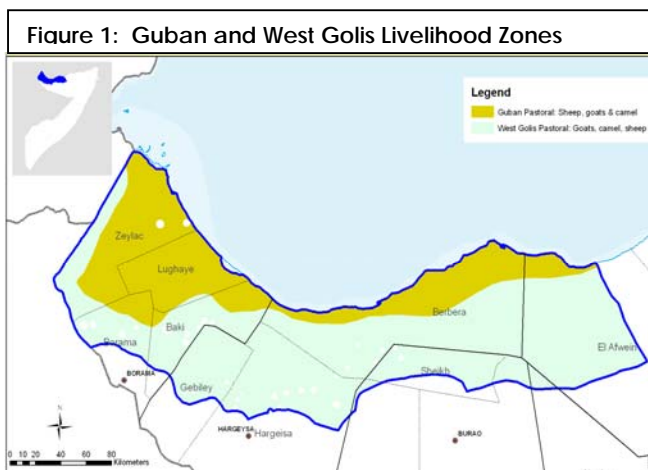 Figure 1: Guban and West Golis Livelihood Zones
Legend
Guban Pastoral: Sheep, goats & camel
West Golis Pastoral: Goats, camel, sheep
Zeylac
Lughaye
Berbera
Baki
Borama
El Afwein
BORAMA
Sheikh
Gebiley
N
HARGEYSA
Hargeisa
BURAO
0 10 20 40 60 80
Kilometers